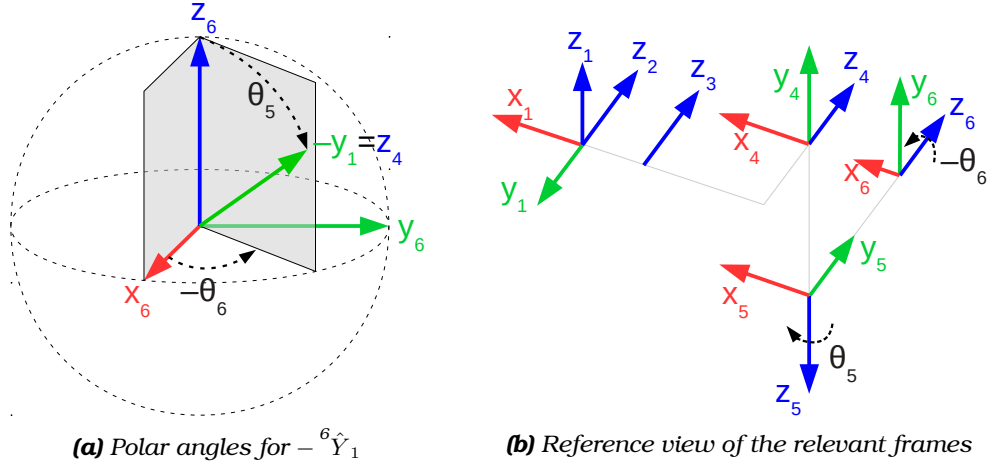 z₆
θ₅
−y₁=z₄
y₆
x₆
−θ₆
(a) Polar angles for − ⁶Ŷ₁
z₁
z₂
z₃
x₁
y₁
y₄
z₄
x₄
y₆
z₆
x₆
−θ₆
y₅
x₅
θ₅
z₅
(b) Reference view of the relevant frames